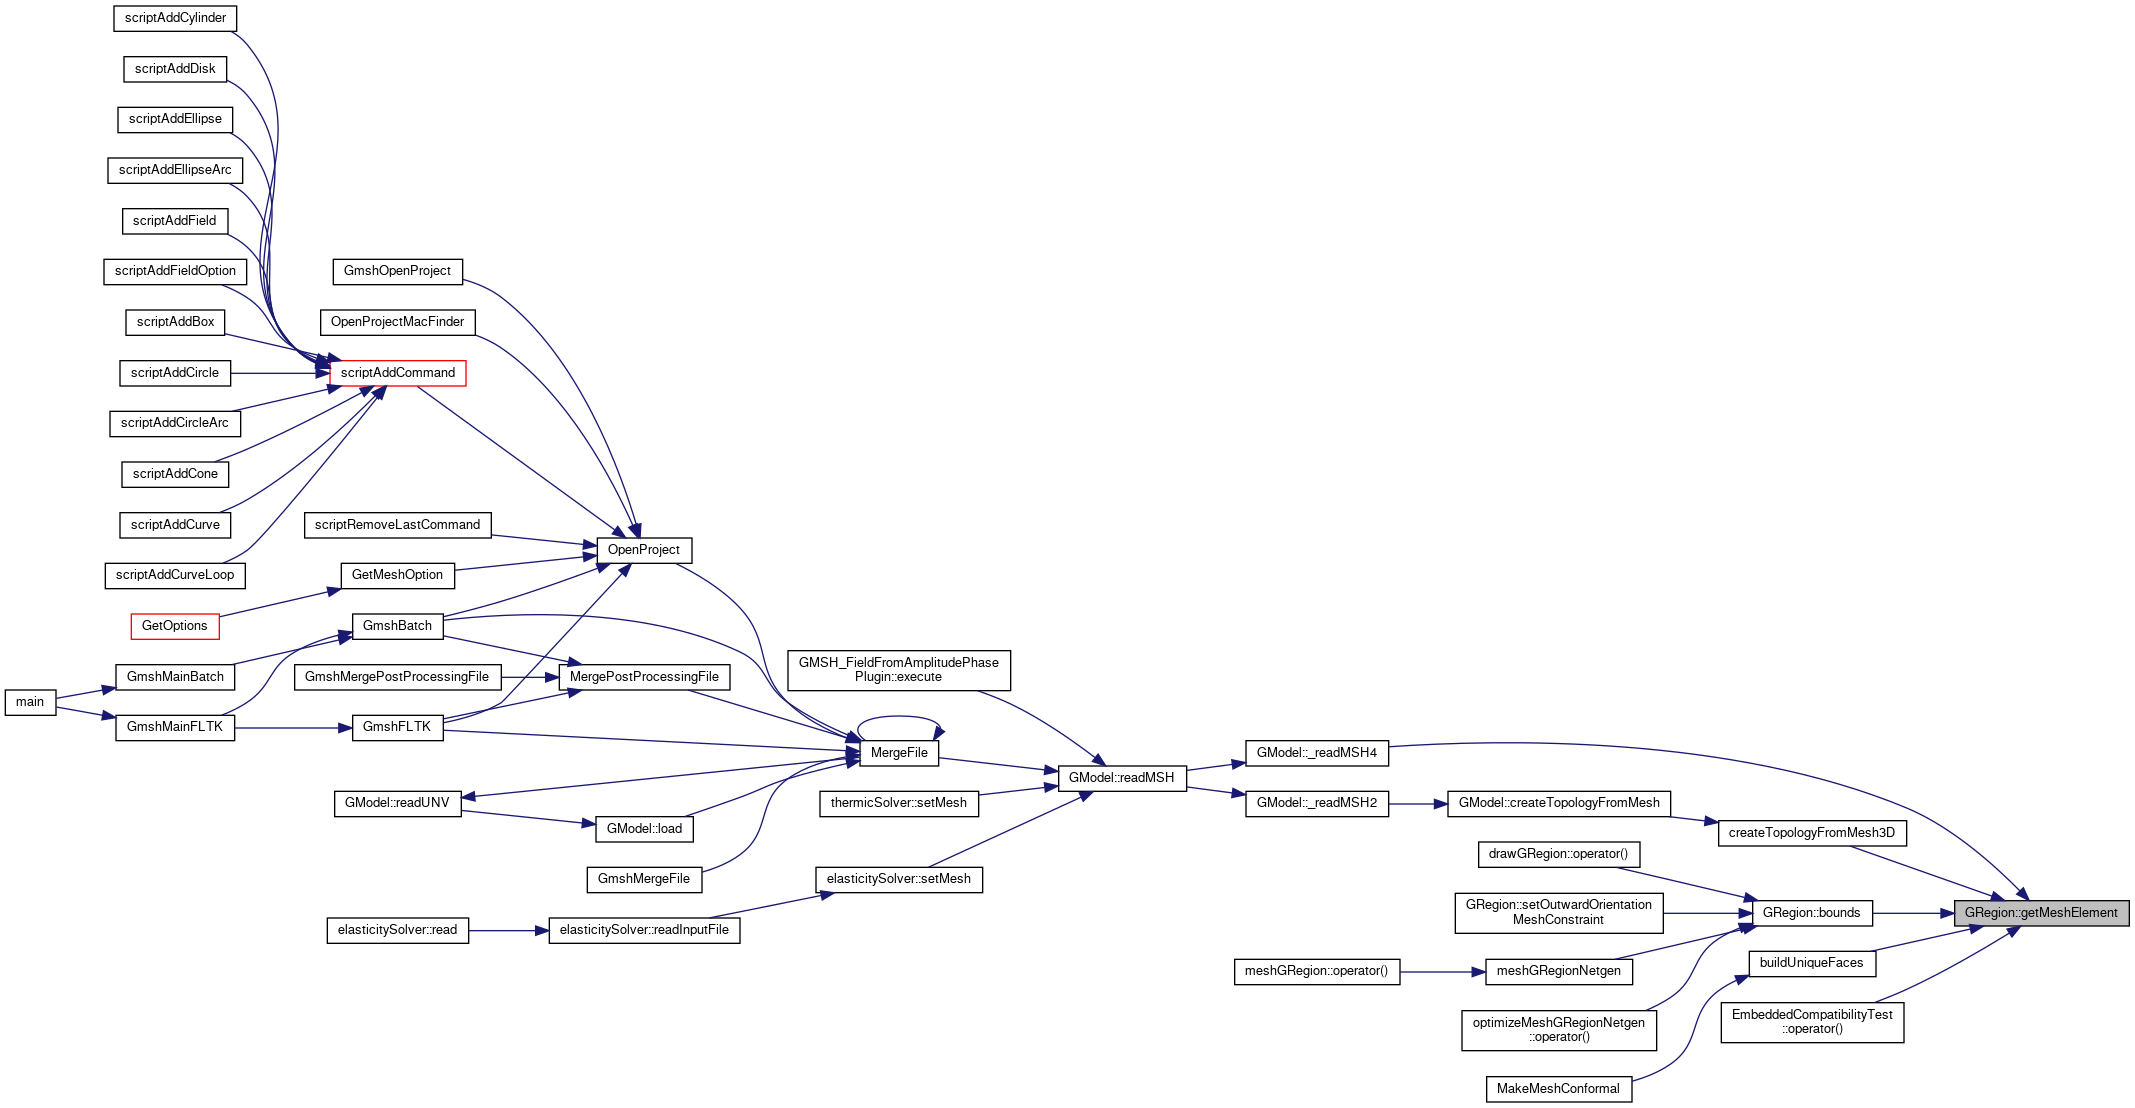 scriptAddCylinder
scriptAddDisk
scriptAddEllipse
scriptAddEllipseArc
scriptAddField
scriptAddFieldOption
scriptAddBox
scriptAddCircle
scriptAddCircleArc
scriptAddCone
scriptAddCurve
scriptAddCurveLoop
GetOptions
GmshMainBatch
main
GmshMainFLTK
GmshOpenProject
OpenProjectMacFinder
scriptAddCommand
scriptRemoveLastCommand
GetMeshOption
GmshBatch
GmshMergePostProcessingFile
GmshFLTK
GModel::readUNV
elasticitySolver::read
OpenProject
MergePostProcessingFile
GModel::load
GmshMergeFile
elasticitySolver::readInputFile
GMSH_FieldFromAmplitudePhase
Plugin::execute
MergeFile
thermicSolver::setMesh
elasticitySolver::setMesh
GModel::readMSH
GModel::_readMSH4
GModel::_readMSH2
meshGRegion::operator()
GModel::createTopologyFromMesh
drawGRegion::operator()
GRegion::setOutwardOrientation
MeshConstraint
meshGRegionNetgen
optimizeMeshGRegionNetgen
::operator()
MakeMeshConformal
createTopologyFromMesh3D
GRegion::bounds
buildUniqueFaces
EmbeddedCompatibilityTest
::operator()
GRegion::getMeshElement